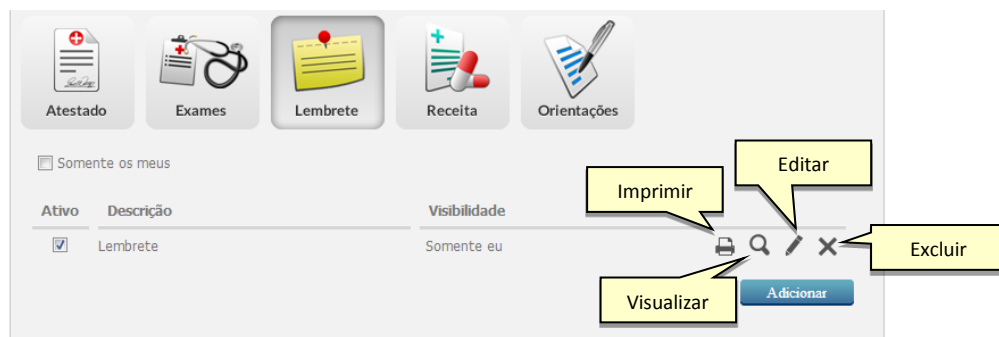 Atestado
Exames
Lembrete
Receita
Orientações
Somente os meus
Editar
Imprimir
Ativo Descrição Visibilidade
Lembrete Somente eu
Excluir
Visualizar
Adicionar